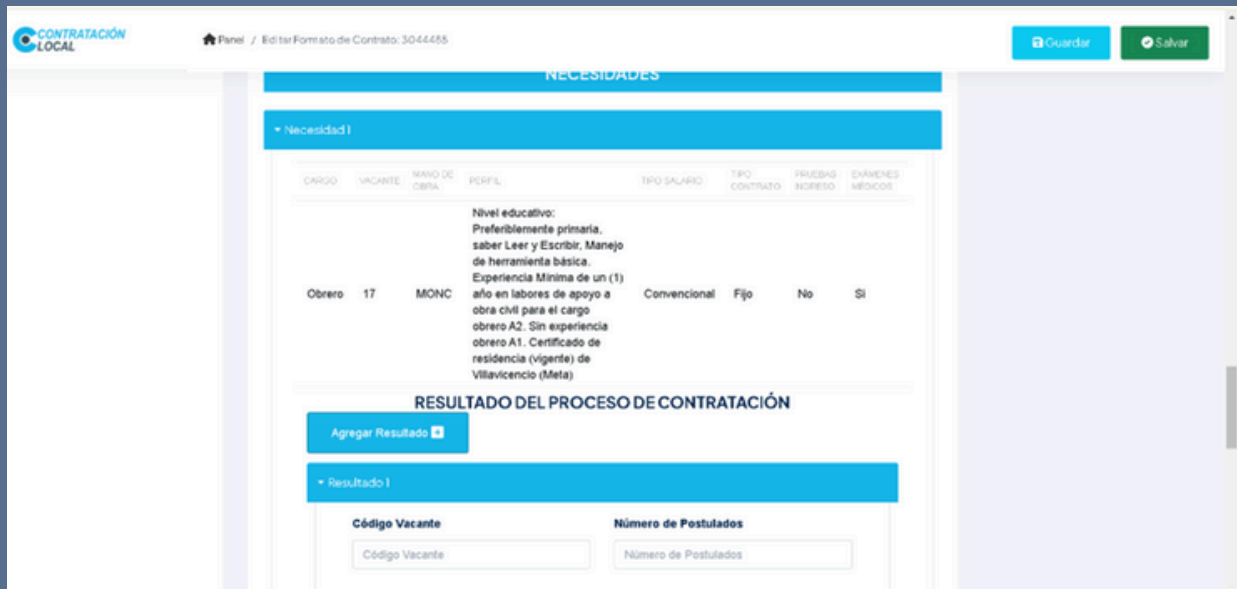 CONTRATACIÓN
LOCAL
Panel / Editar Formato de Contrato: 3044485
Guardar
Salvar
NECESIDADES
Necesidad 1
CARGO VACANTE MANO DE OBRA PERFIL TIPO SALARIO TIPO CONTRATO PRUEBAS INGRESO EXÁMENES MÉDICOS
Nivel educativo:
Preferiblemente primaria,
saber Leer y Escribir, Manejo
de herramienta básica.
Experiencia Mínima de un (1)
Obrero 17 MONC año en labores de apoyo a Convencional Fijo No Si
obra civil para el cargo
obrero A2. Sin experiencia
obrero A1. Certificado de
residencia (vigente) de
Villavicencio (Meta)
RESULTADO DEL PROCESO DE CONTRATACIÓN
Agregar Resultado
Resultado 1
Código Vacante Número de Postulados
Código Vacante Número de Postulados